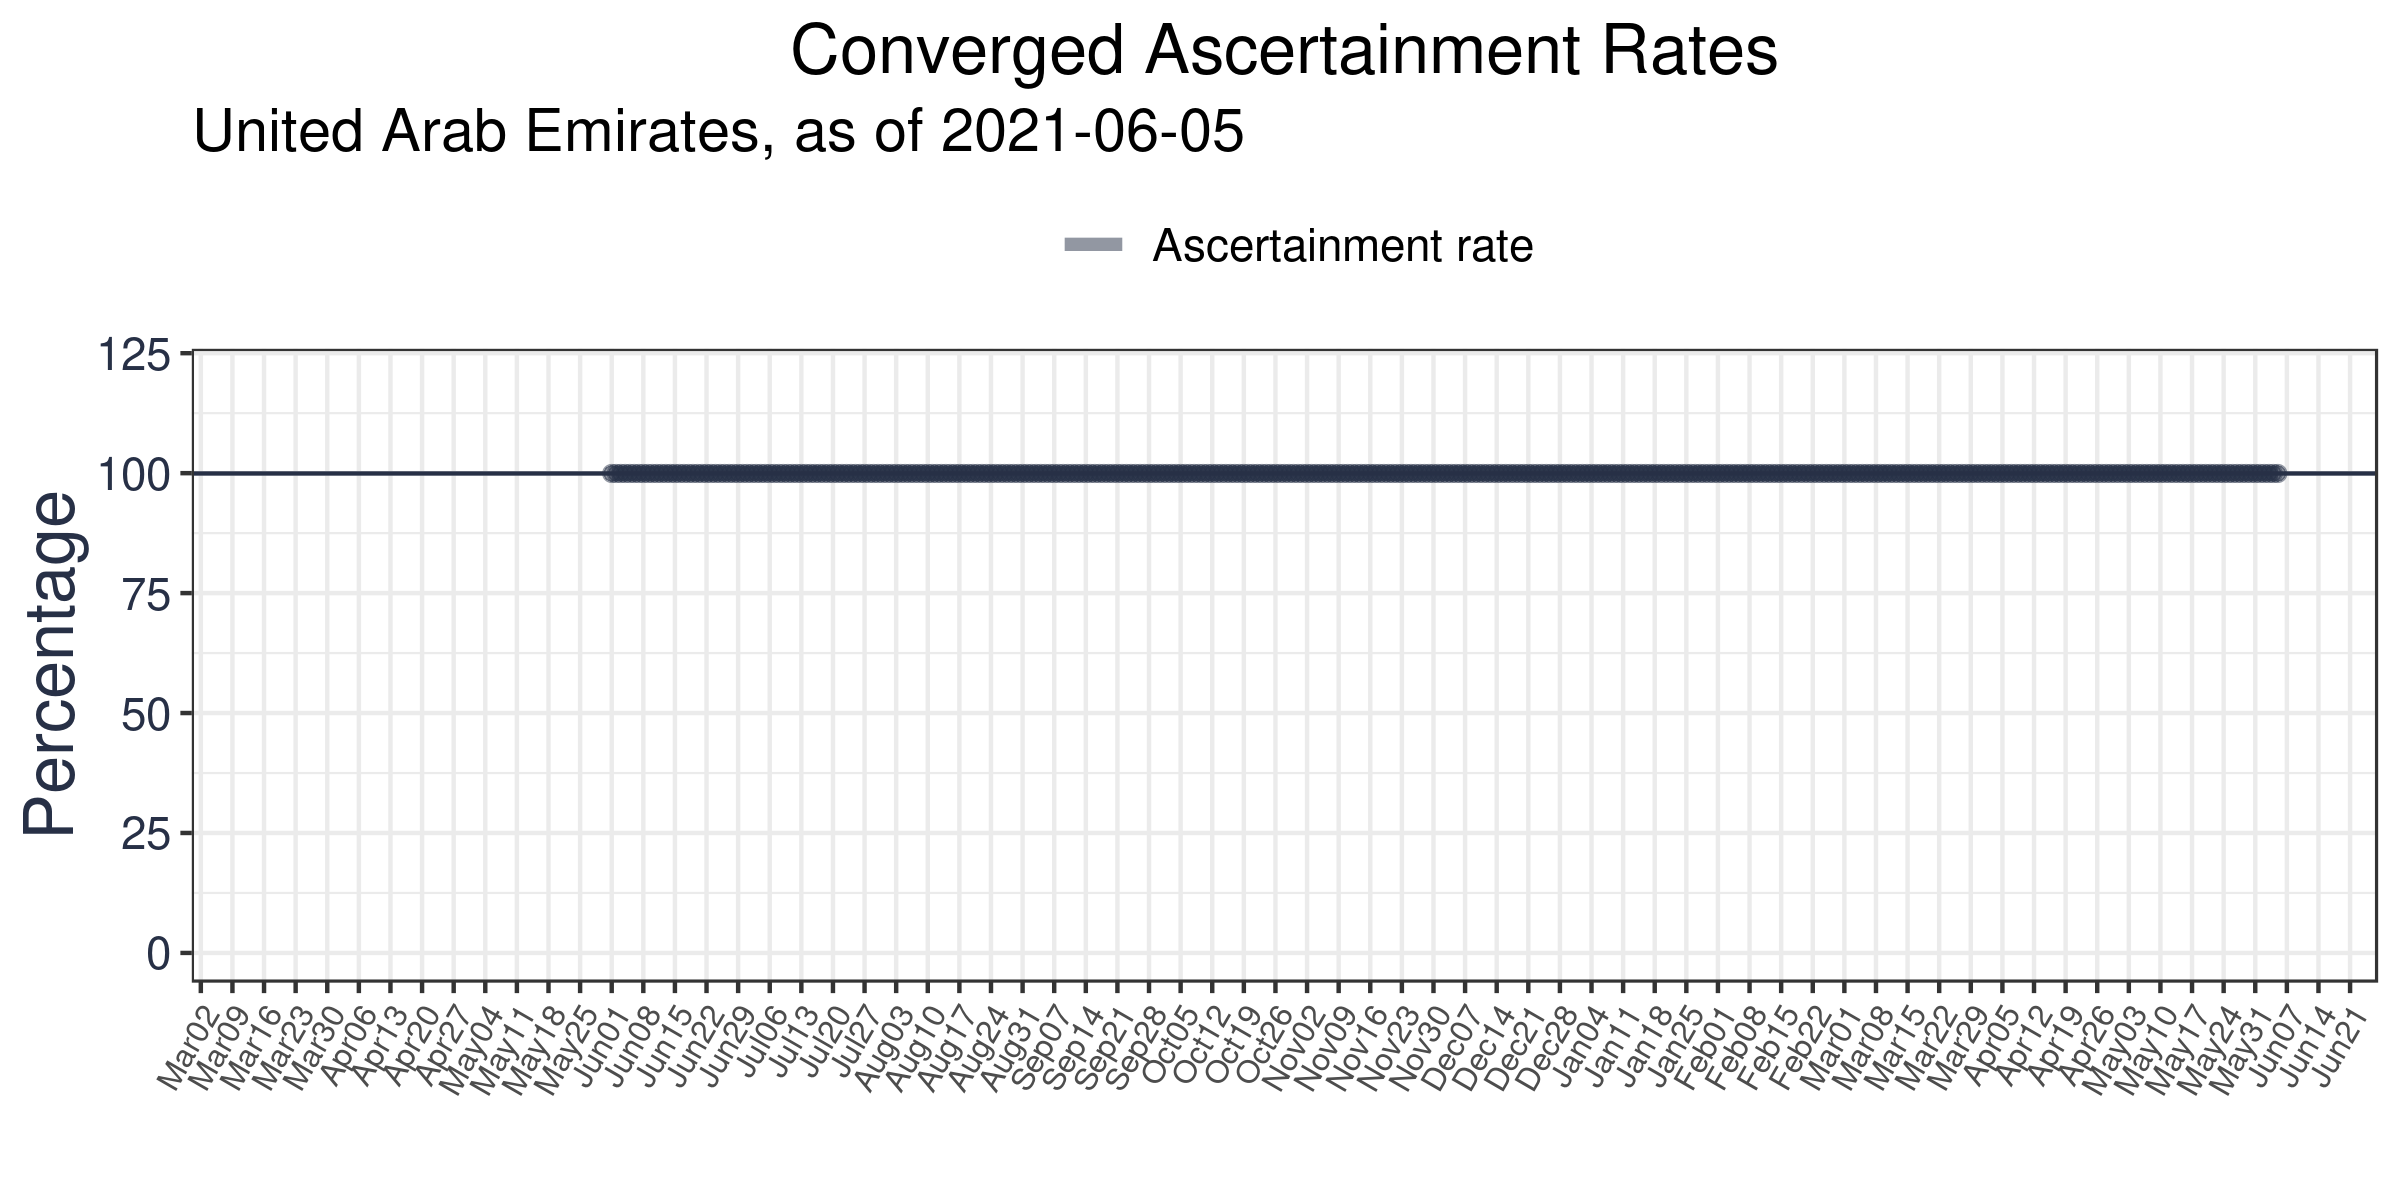 Converged Ascertainment Rates
United Arab Emirates, as of 2021-06-05
Ascertainment rate
Percentage
125
100
75
50
25
0
Mar02 Mar09 Mar16 Mar23 Mar30 Apr06 Apr13 Apr20 Apr27 May04 May11 May18 May25 Jun01 Jun08 Jun15 Jun22 Jun29 Jul06 Jul13 Jul20 Jul27 Aug03 Aug10 Aug17 Aug24 Aug31 Sep07 Sep14 Sep21 Sep28 Oct05 Oct12 Oct19 Oct26 Nov02 Nov09 Nov16 Nov23 Nov30 Dec07 Dec14 Dec21 Dec28 Jan04 Jan11 Jan18 Jan25 Feb01 Feb08 Feb15 Feb22 Mar01 Mar08 Mar15 Mar22 Mar29 Apr05 Apr12 Apr19 Apr26 May03 May10 May17 May24 May31 Jun07 Jun14 Jun21